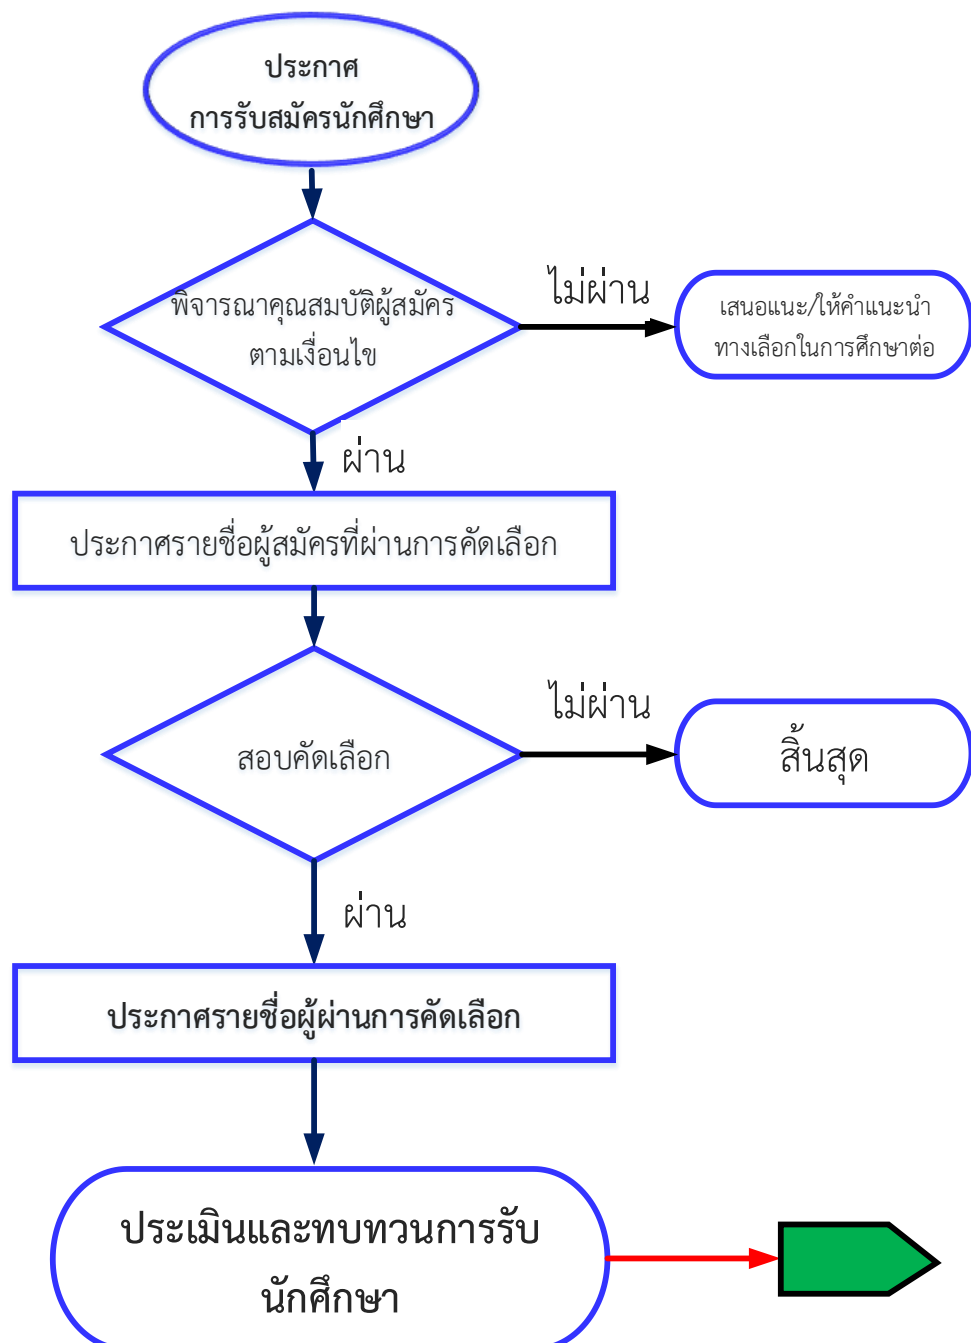 ประกาศ
การรับสมัครนักศึกษา
พิจารณาคุณสมบัติผู้สมัคร
ตามเงื่อนไข
ไม่ผ่าน
เสนอแนะ/ให้คำแนะนำ
ทางเลือกในการศึกษาต่อ
ผ่าน
ประกาศรายชื่อผู้สมัครที่ผ่านการคัดเลือก
สอบคัดเลือก
ไม่ผ่าน
สิ้นสุด
ผ่าน
ประกาศรายชื่อผู้ผ่านการคัดเลือก
ประเมินและทบทวนการรับ
นักศึกษา